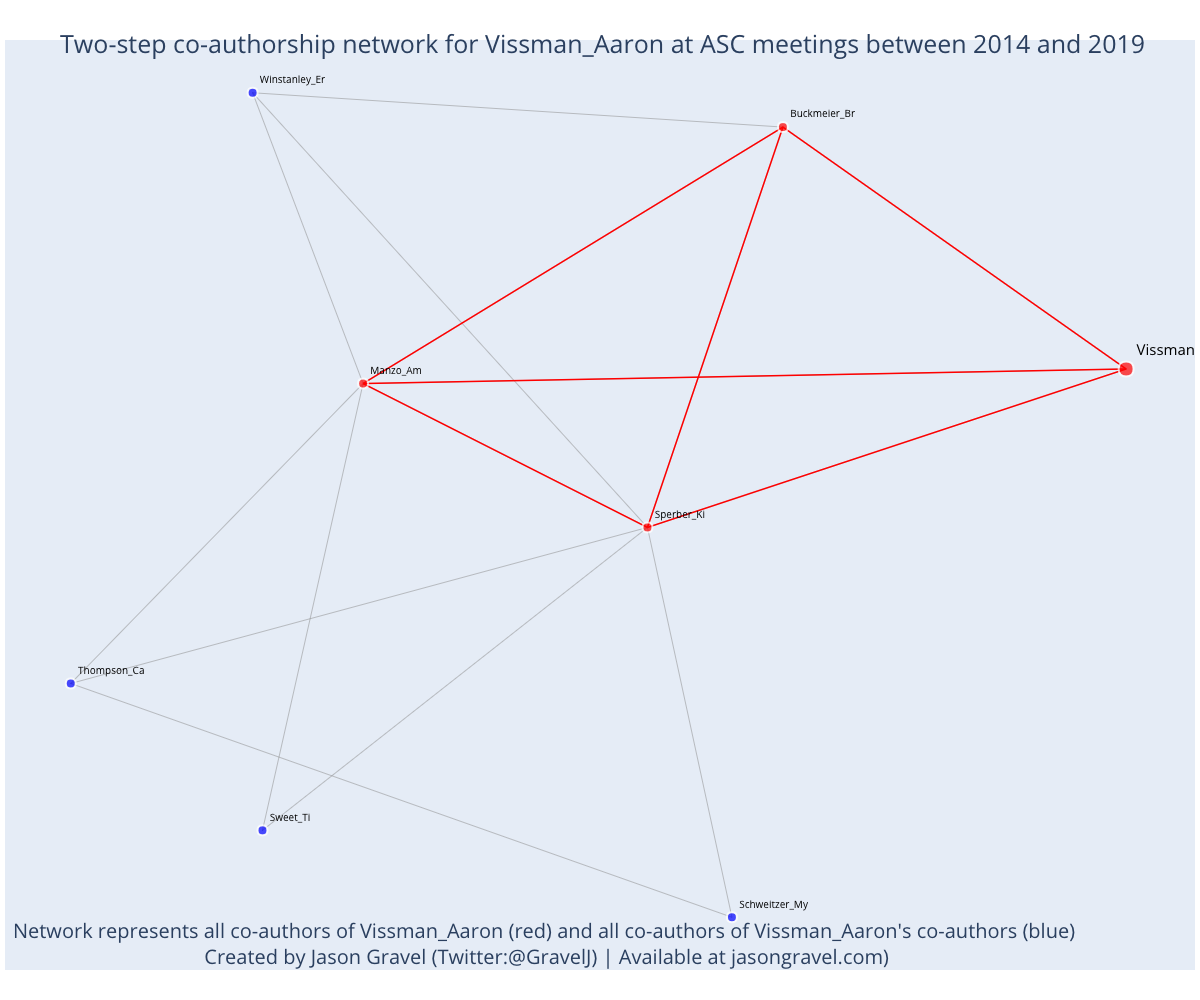 Two-step co-authorship network for Vissman_Aaron at ASC meetings between 2014 and 2019
Winstanley_Er
Buckmeier_Br
Vissman
Manzo_Am
Sperber_Ki
Thompson_Ca
Sweet_Ti
Schweitzer_My
Network represents all co-authors of Vissman_Aaron (red) and all co-authors of Vissman_Aaron's co-authors (blue)
Created by Jason Gravel (Twitter:@GravelJ) | Available at jasongravel.com)